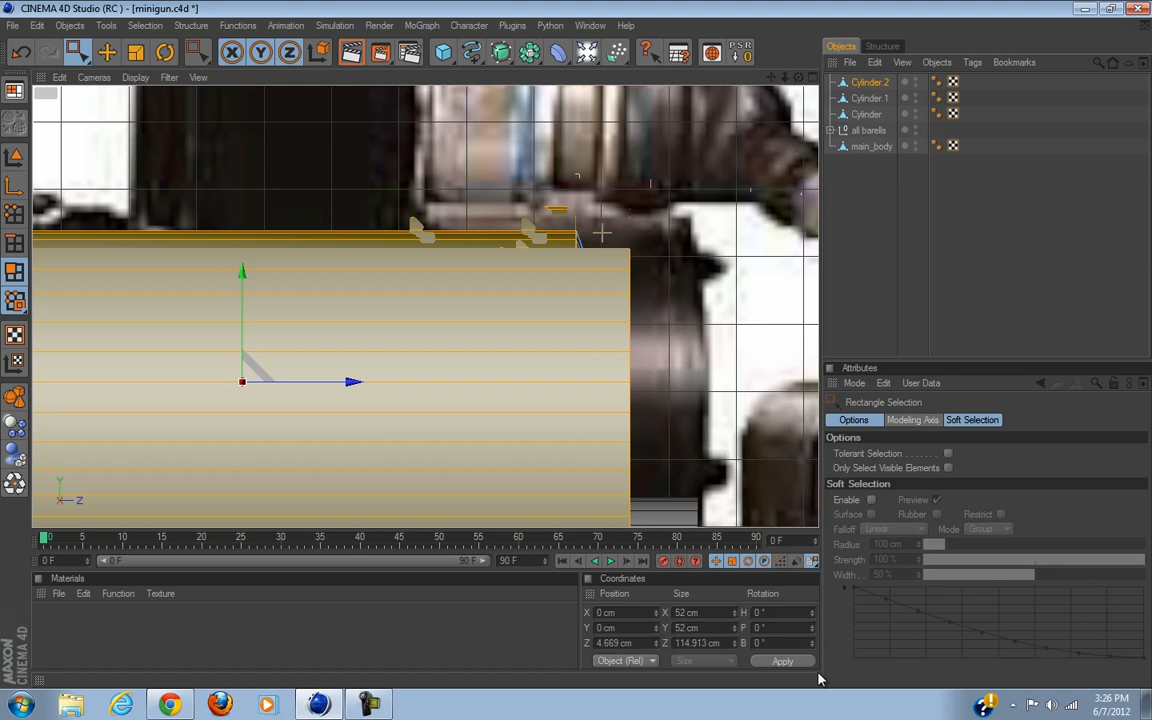 CINEMA 4D Studio (RC ) - [minigun.c4d *]
File Edit Objects Tools Selection Structure Functions Animation Simulation Render MoGraph Character Plugins Python Window Help
X Y Z PSR 0
Objects Structure
Edit Cameras Display Filter View
File Edit View Objects Tags Bookmarks
Cylinder.2
Cylinder.1
Cylinder
all barells
main_body
Attributes
Mode Edit User Data
Rectangle Selection
Options Modeling Axis Soft Selection
Options
Tolerant Selection . . . . . . .
Only Select Visible Elements
Soft Selection
Enable Preview
Surface Rubber Restrict
Falloff Linear Mode Group
Radius 100 cm
Strength 100 %
Width . . 50 %
Y
X Z
0 5 10 15 20 25 30 35 40 45 50 55 60 65 70 75 80 85 90 0 F
0 F 0 F 90 F 90 F
Materials
File Edit Function Texture
Coordinates
Position Size Rotation
X 0 cm X 52 cm H 0 °
Y 0 cm Y 52 cm P 0 °
Z 4.669 cm Z 114.913 cm B 0 °
Object (Rel) Size Apply
MAXON
CINEMA 4D
3:26 PM
6/7/2012